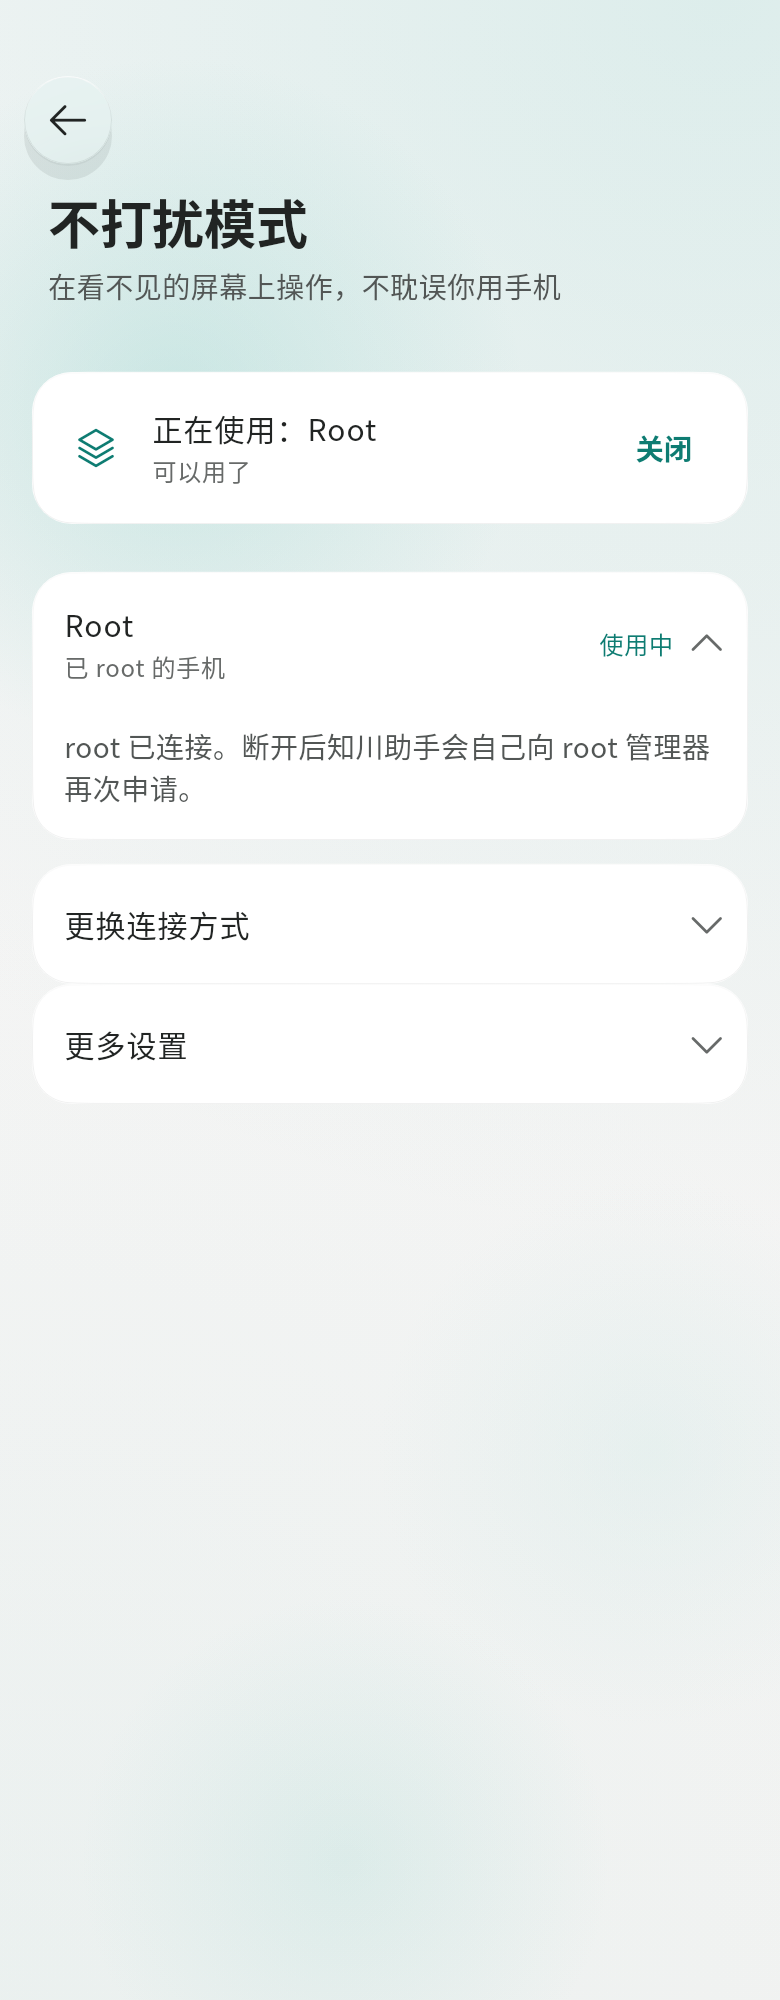 不打扰模式
在看不见的屏幕上操作，不耽误你用手机
正在使用：Root
可以用了
关闭
Root
已 root 的手机
使用中
root 已连接。断开后知川助手会自己向 root 管理器
再次申请。
更换连接方式
更多设置